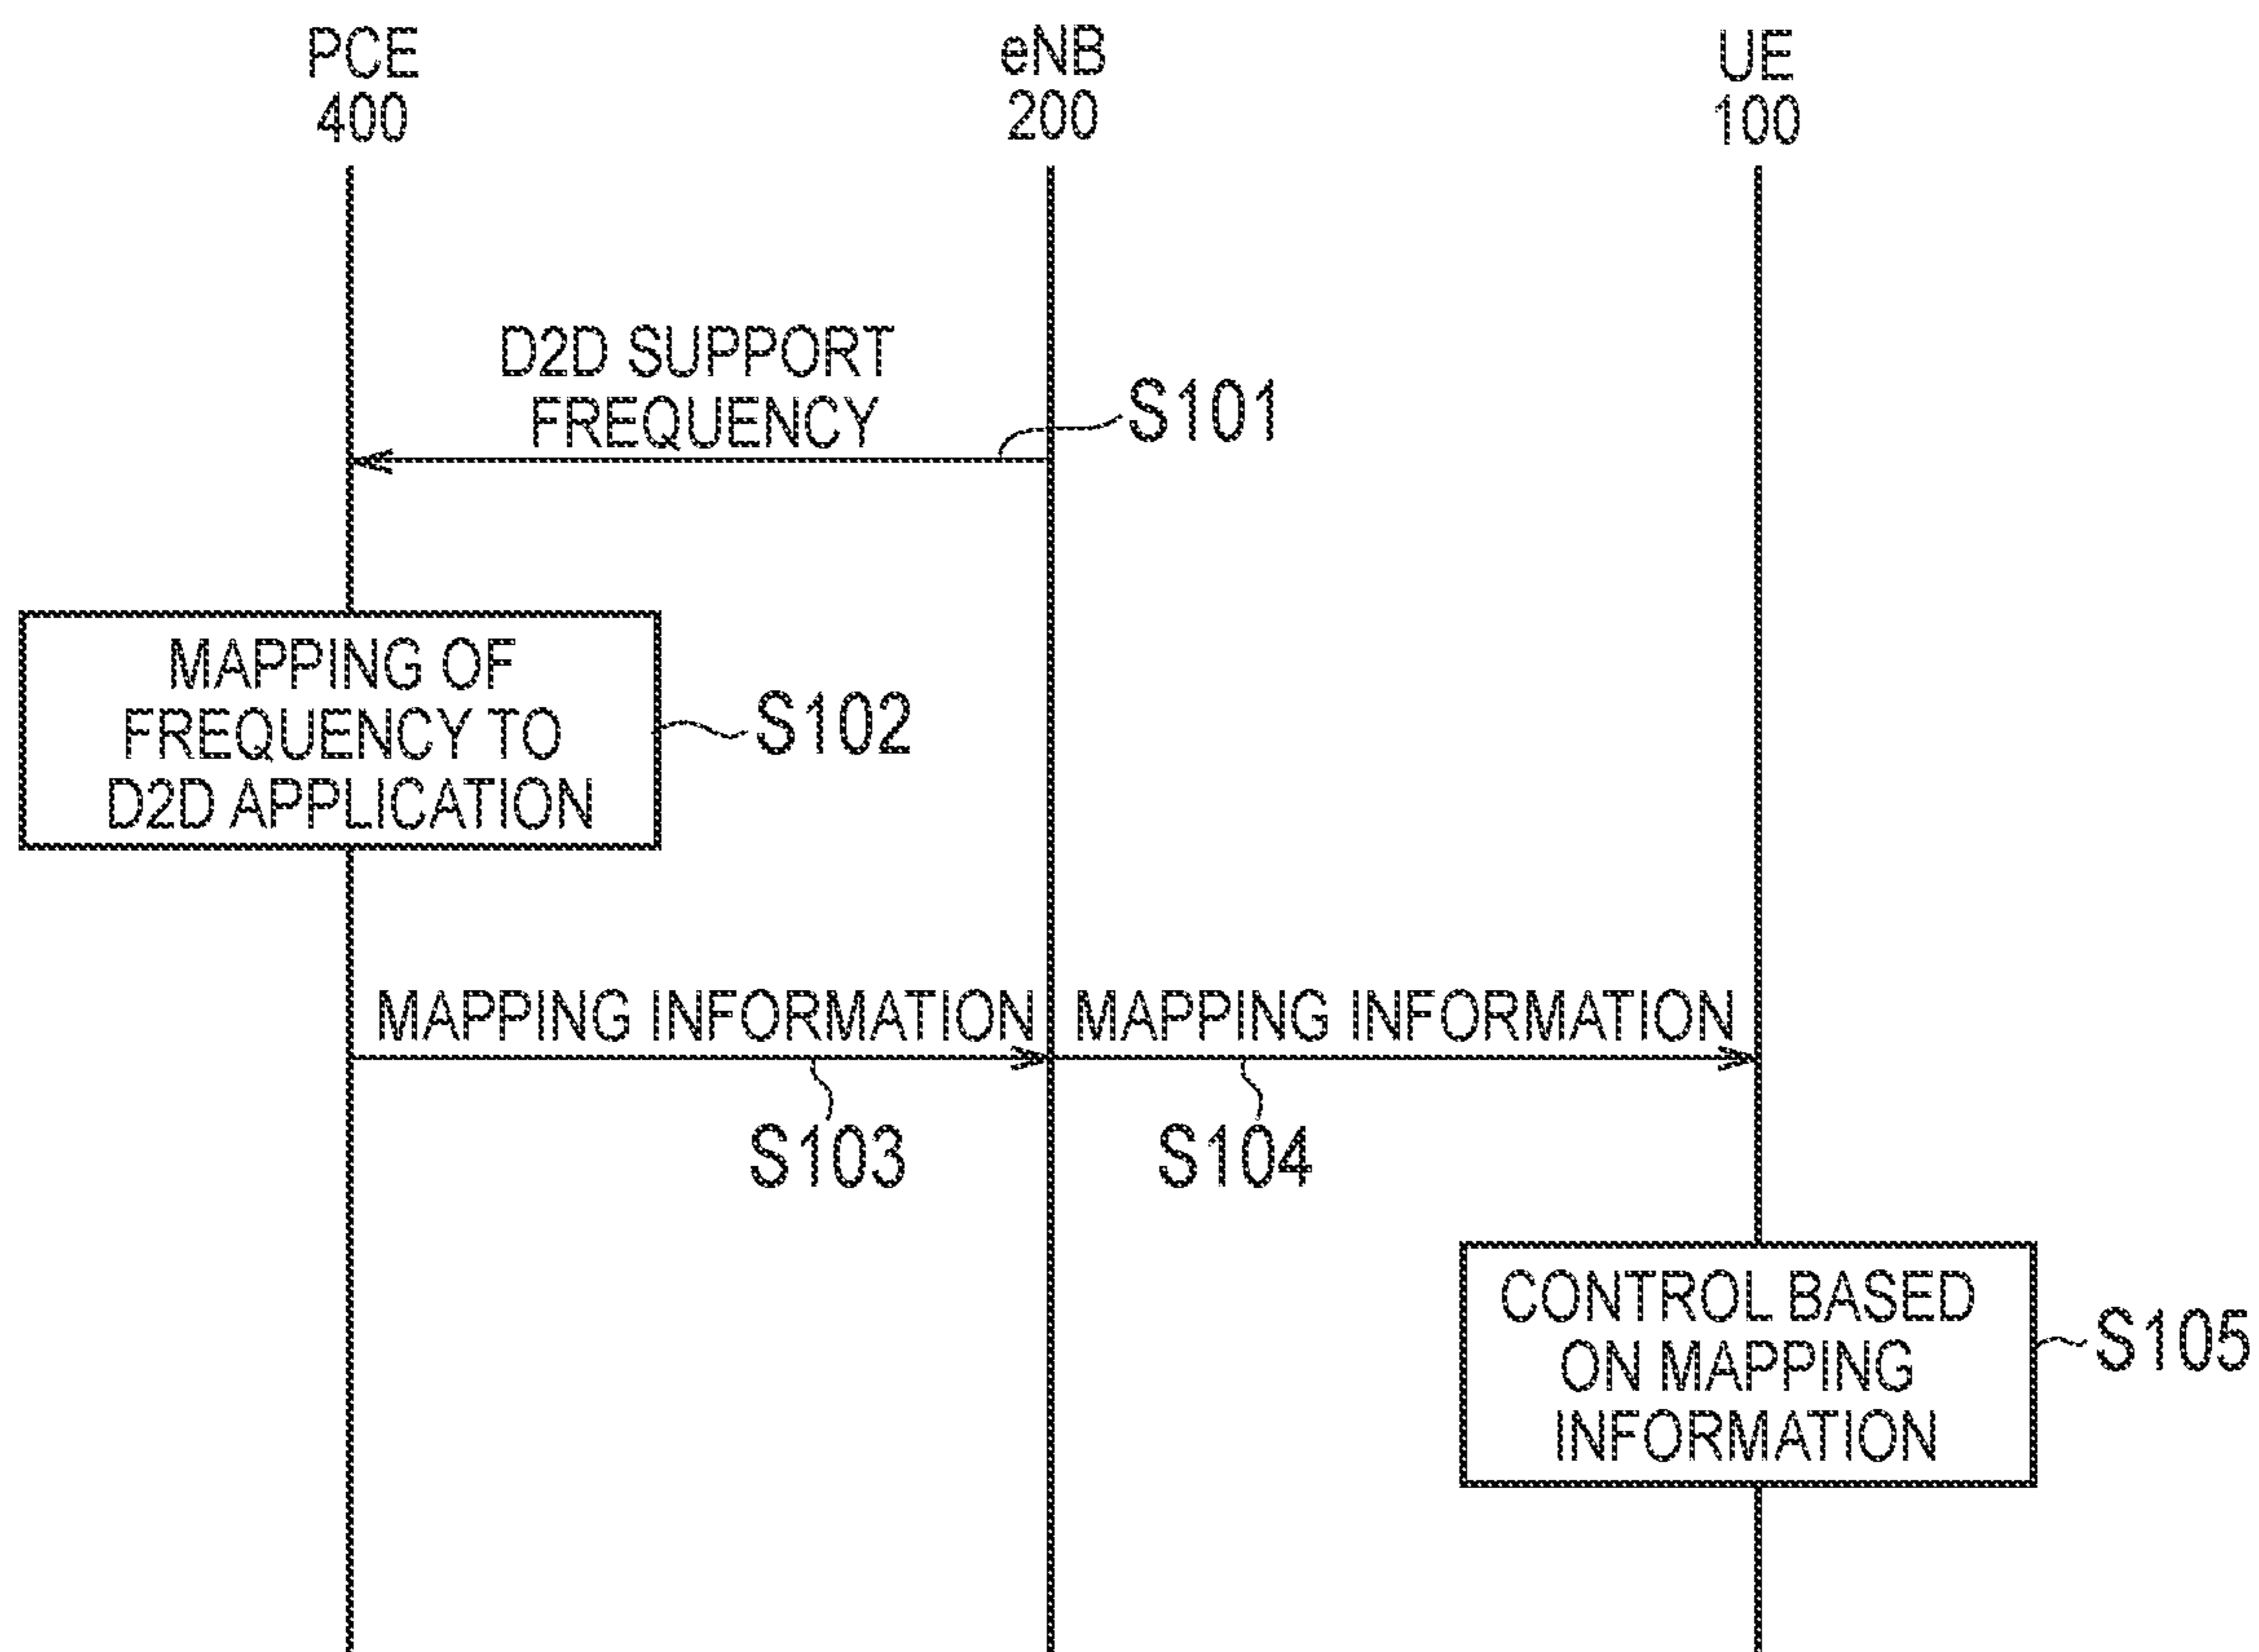 PCE
400
eNB
200
UE
100
D2D SUPPORT
FREQUENCY
S101
MAPPING OF
FREQUENCY TO
D2D APPLICATION
S102
MAPPING INFORMATION
MAPPING INFORMATION
S103
S104
CONTROL BASED
ON MAPPING
INFORMATION
S105